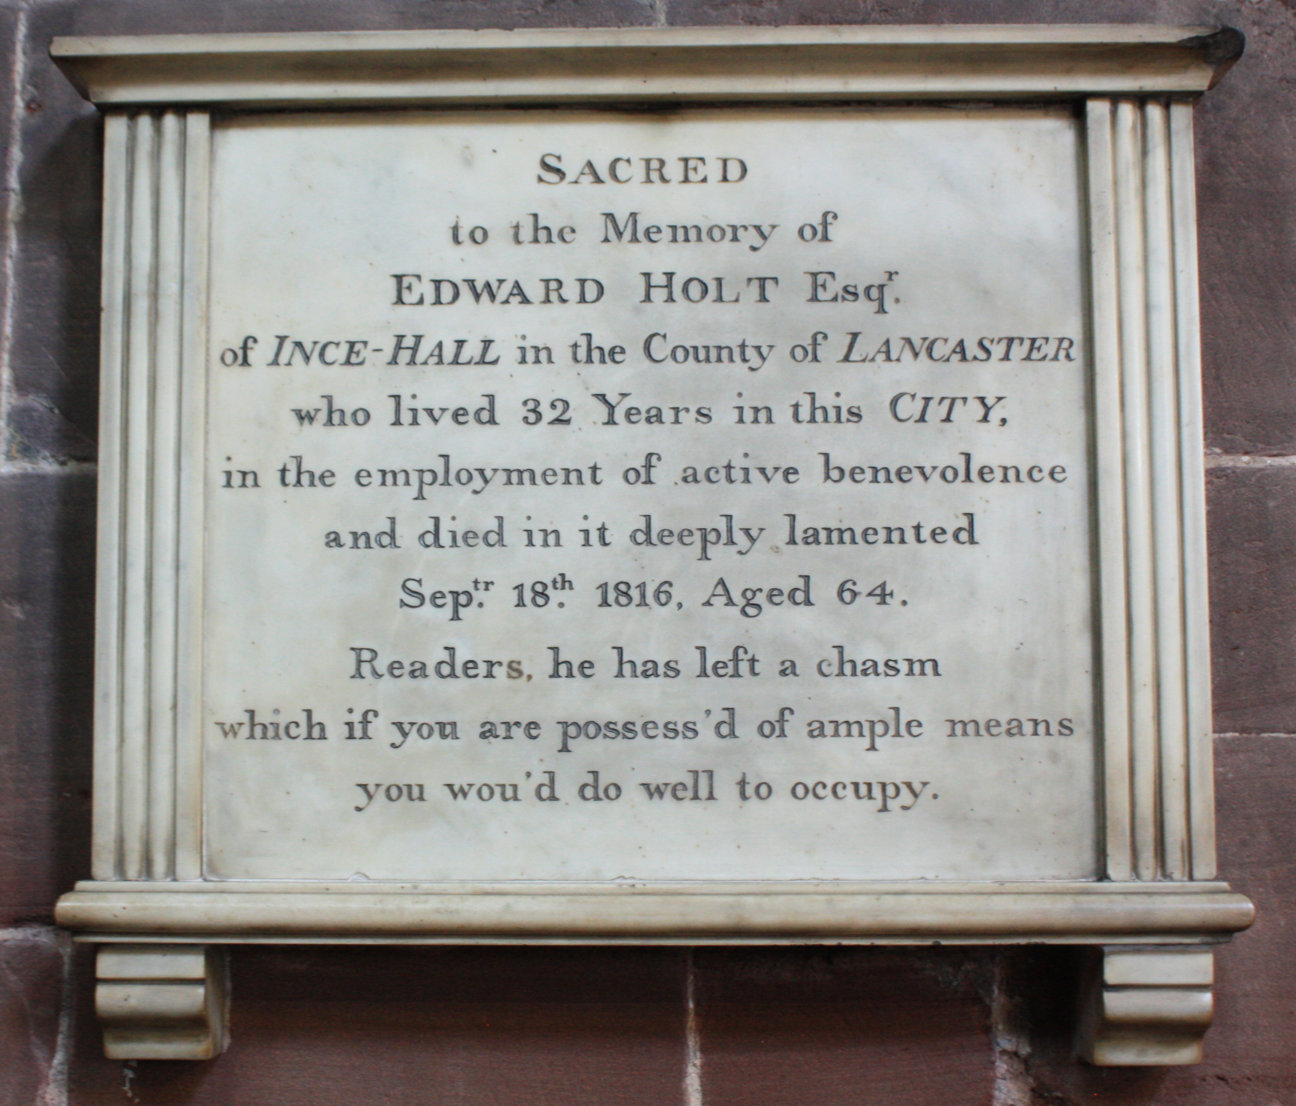 SACRED
to the Memory of
EDWARD HOLT Esqr.
of INCE-HALL in the County of LANCASTER
who lived 32 Years in this CITY,
in the employment of active benevolence
and died in it deeply lamented
Septr. 18th. 1816, Aged 64.
Readers, he has left a chasm
which if you are possess'd of ample means
you wou'd do well to occupy.